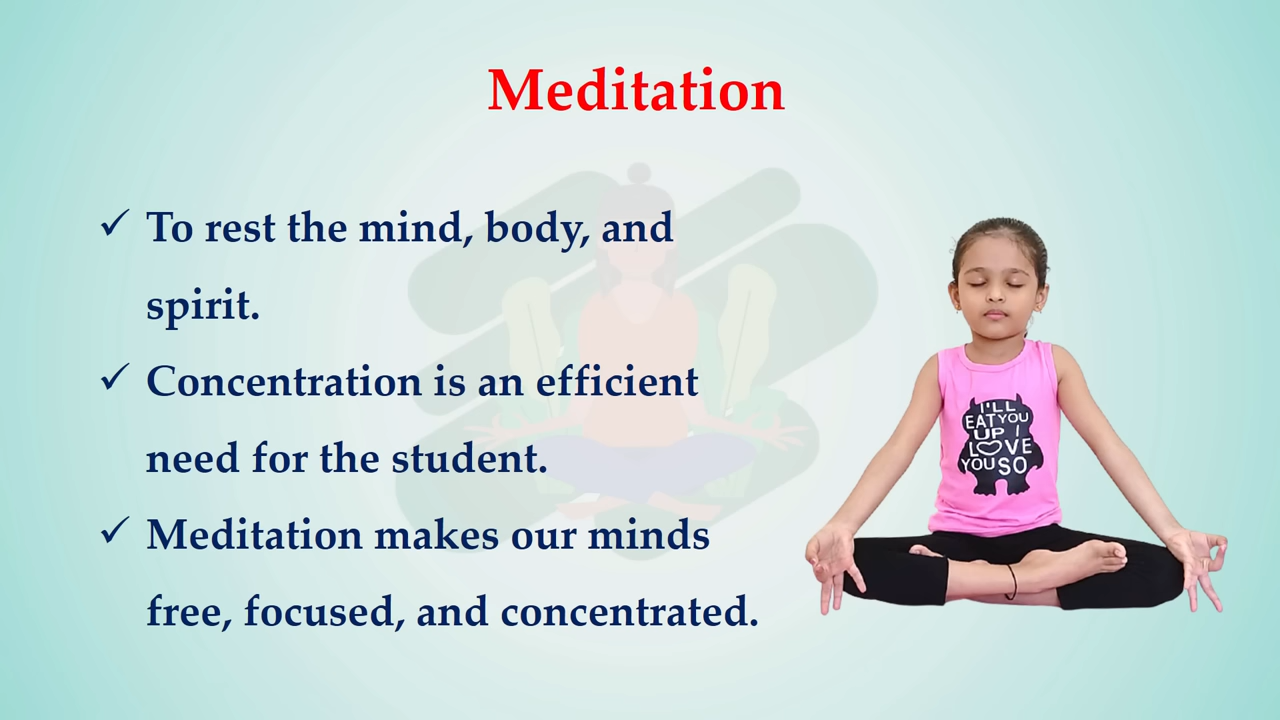 Meditation
✓ To rest the mind, body, and
spirit.
✓ Concentration is an efficient
need for the student.
✓ Meditation makes our minds
free, focused, and concentrated.
I'LL
EAT YOU
UP I
LOVE
YOU SO